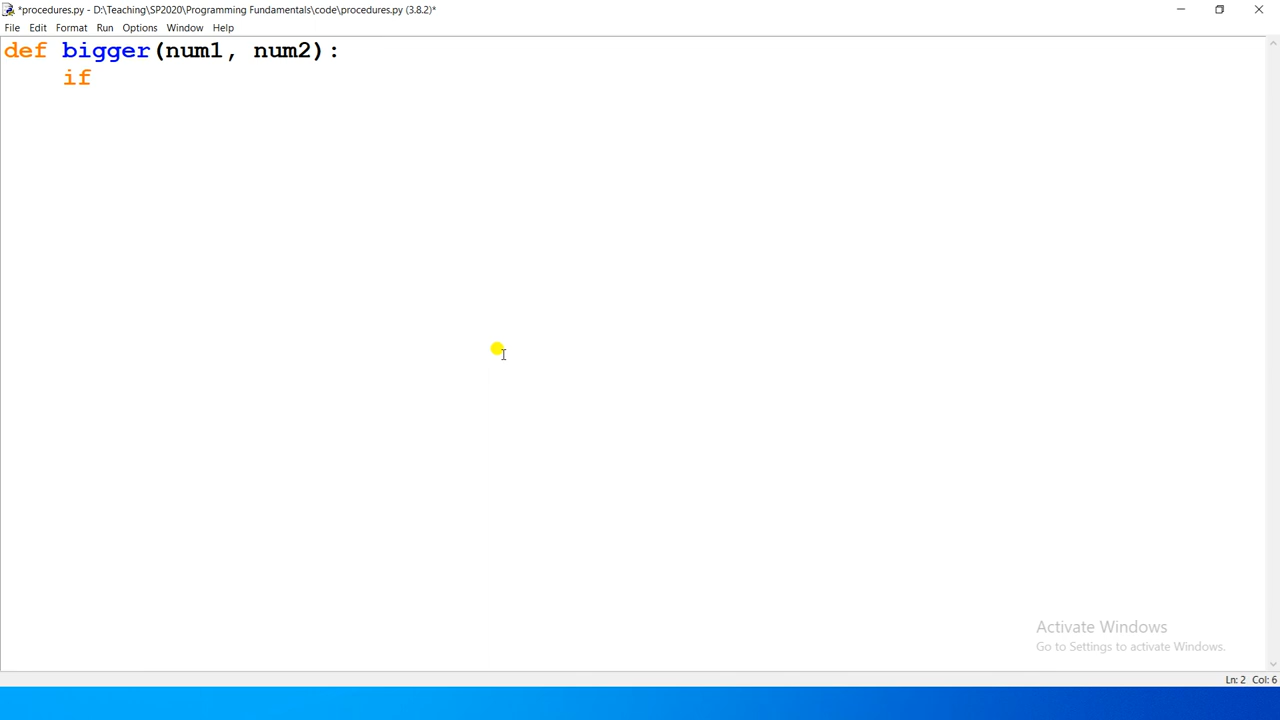 *procedures.py - D:\Teaching\SP2020\Programming Fundamentals\code\procedures.py (3.8.2)*
File Edit Format Run Options Window Help
def bigger(num1, num2):
    if
Activate Windows
Go to Settings to activate Windows.
Ln: 2 Col: 6